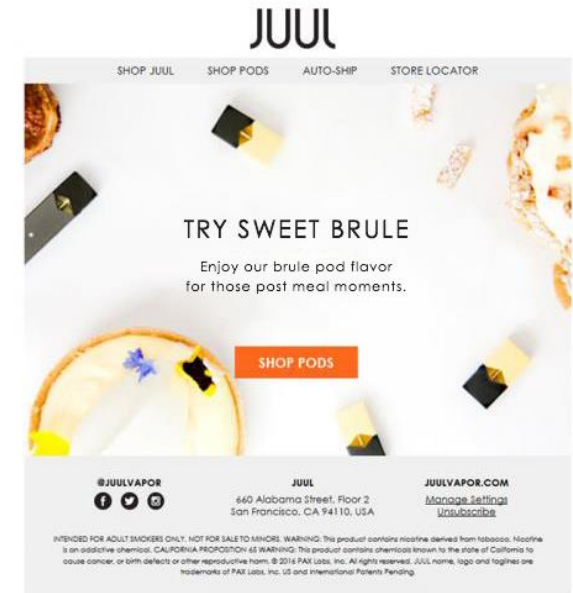 JUUL
SHOP JUUL SHOP PODS AUTO-SHIP STORE LOCATOR
TRY SWEET BRULE
Enjoy our brule pod flavor
for those post meal moments.
SHOP PODS
@JUULVAPOR
JUUL
660 Alabama Street, Floor 2
San Francisco, CA 94110, USA
JUULVAPOR.COM
Manage Settings
Unsubscribe
INTENDED FOR ADULT SMOKERS ONLY. NOT FOR SALE TO MINORS. WARNING: This product contains nicotine derived from tobacco. Nicotine
is an addictive chemical. CALIFORNIA PROPOSITION 65 WARNING: This product contains chemicals known to the state of California to
cause cancer, or birth defects or other reproductive harm. © 2016 PAX Labs, Inc. All rights reserved. JUUL name, logo and taglines are
trademarks of PAX Labs, Inc. US and International Patents Pending.